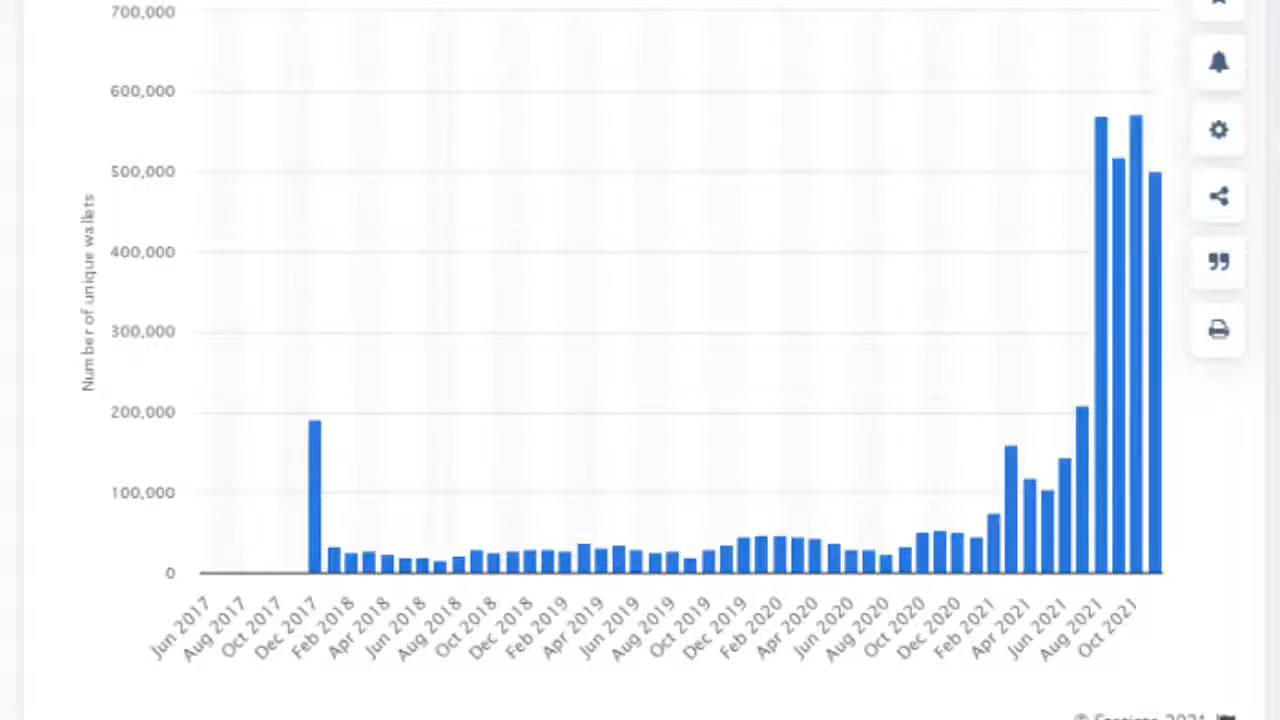 700,000
600,000
500,000
400,000
300,000
200,000
100,000
0
Number of unique wallets
Jun 2017
Aug 2017
Oct 2017
Dec 2017
Feb 2018
Apr 2018
Jun 2018
Aug 2018
Oct 2018
Dec 2018
Feb 2019
Apr 2019
Jun 2019
Aug 2019
Oct 2019
Dec 2019
Feb 2020
Apr 2020
Jun 2020
Aug 2020
Oct 2020
Dec 2020
Feb 2021
Apr 2021
Jun 2021
Aug 2021
Oct 2021